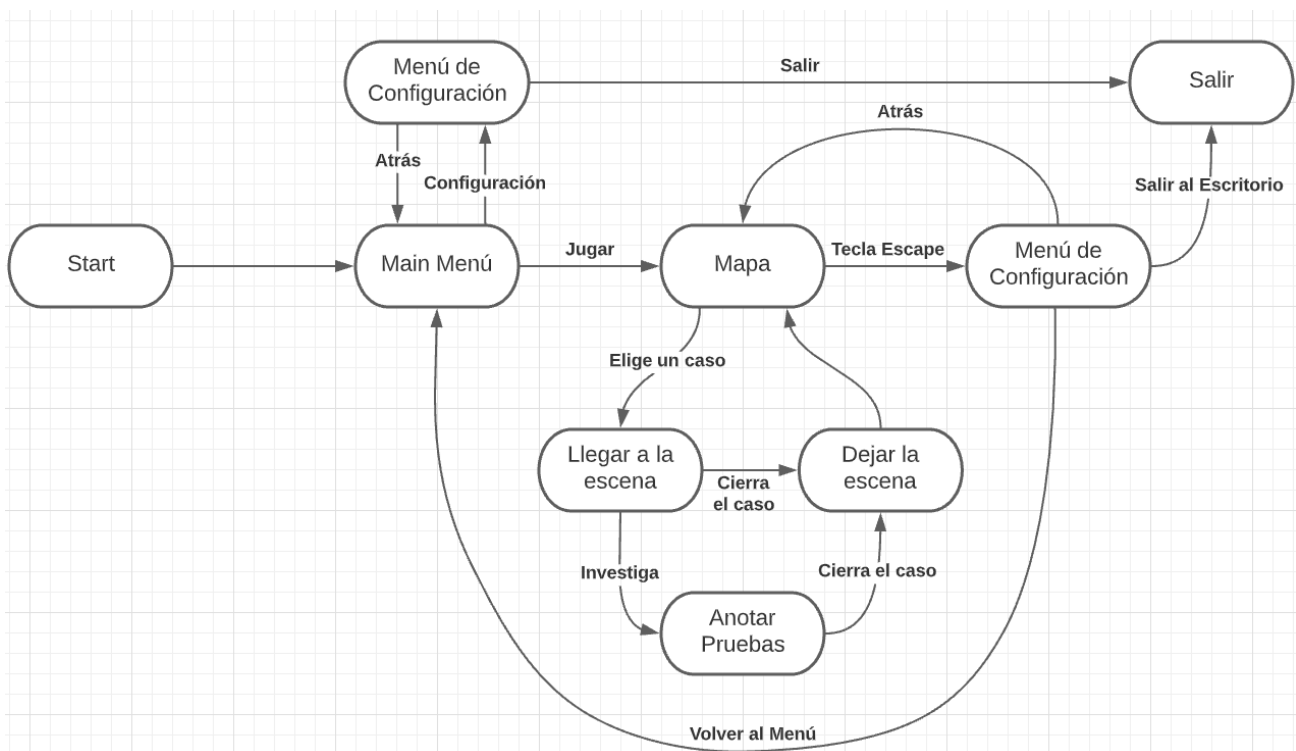 Menú de
Configuración
Salir
Salir
Atrás
Atrás
Configuración
Salir al Escritorio
Start
Main Menú
Jugar
Mapa
Tecla Escape
Menú de
Configuración
Elige un caso
Llegar a la
escena
Cierra
el caso
Dejar la
escena
Investiga
Cierra el caso
Anotar
Pruebas
Volver al Menú